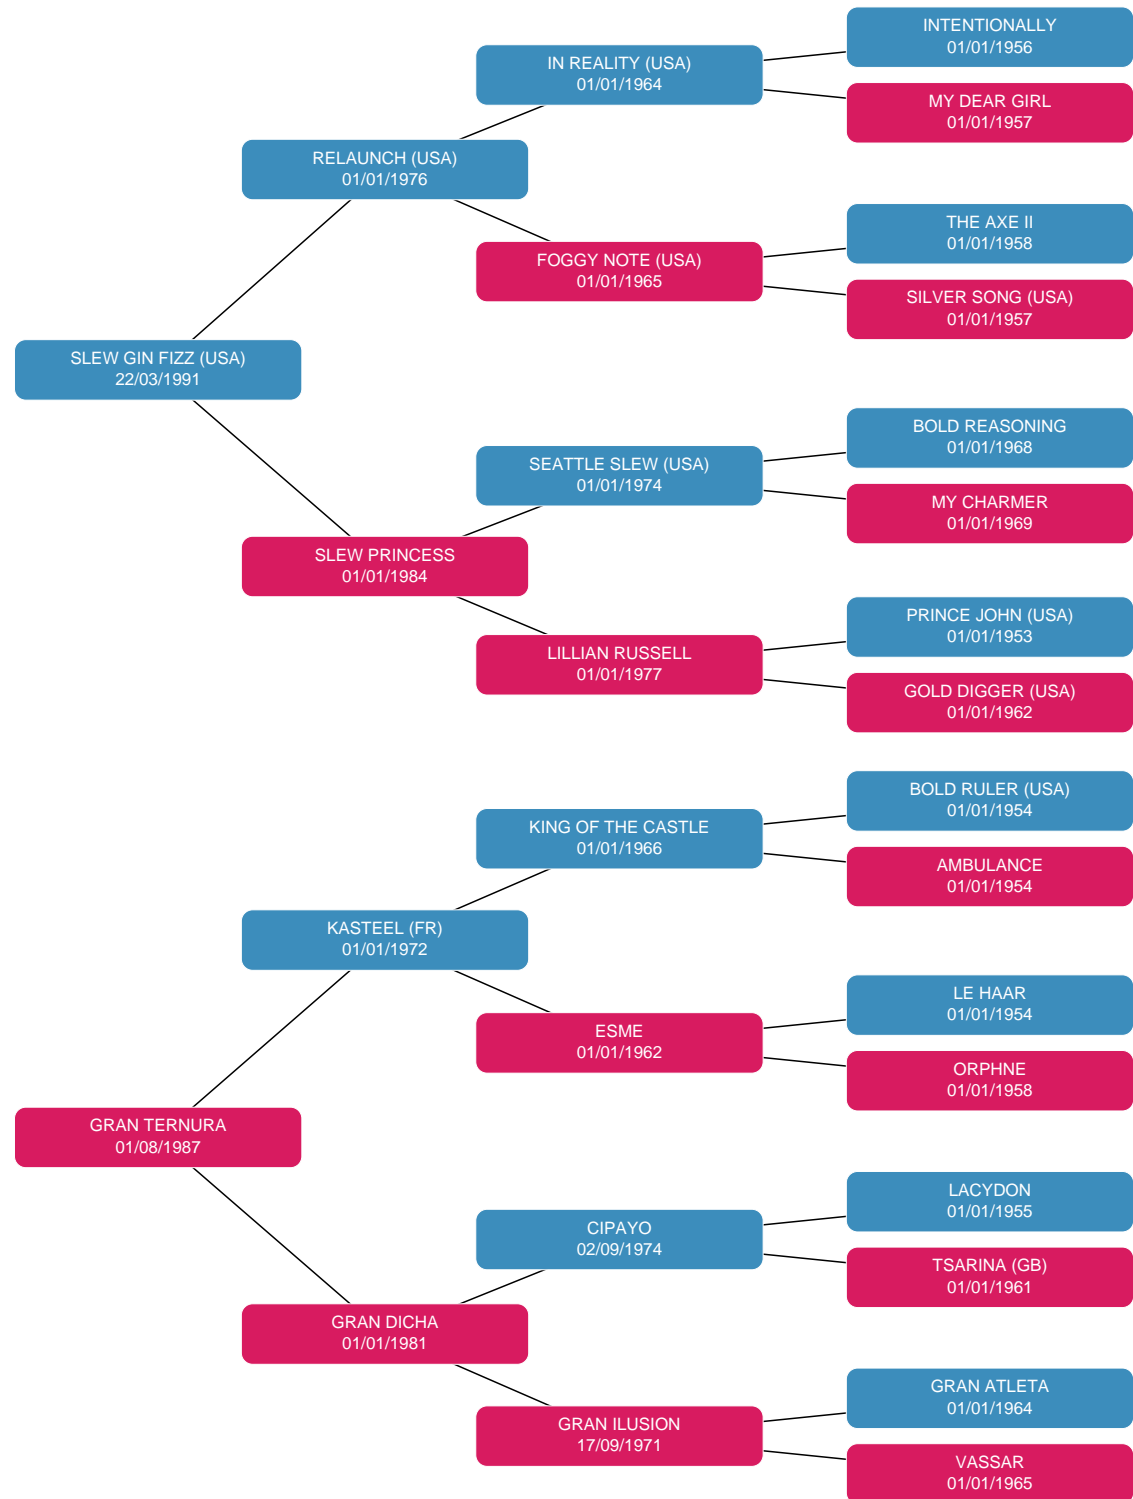 INTENTIONALLY
01/01/1956
IN REALITY (USA)
01/01/1964
MY DEAR GIRL
01/01/1957
RELAUNCH (USA)
01/01/1976
THE AXE II
01/01/1958
FOGGY NOTE (USA)
01/01/1965
SILVER SONG (USA)
01/01/1957
SLEW GIN FIZZ (USA)
22/03/1991
BOLD REASONING
01/01/1968
SEATTLE SLEW (USA)
01/01/1974
MY CHARMER
01/01/1969
SLEW PRINCESS
01/01/1984
PRINCE JOHN (USA)
01/01/1953
LILLIAN RUSSELL
01/01/1977
GOLD DIGGER (USA)
01/01/1962
BOLD RULER (USA)
01/01/1954
KING OF THE CASTLE
01/01/1966
AMBULANCE
01/01/1954
KASTEEL (FR)
01/01/1972
LE HAAR
01/01/1954
ESME
01/01/1962
ORPHNE
01/01/1958
GRAN TERNURA
01/08/1987
LACYDON
01/01/1955
CIPAYO
02/09/1974
TSARINA (GB)
01/01/1961
GRAN DICHA
01/01/1981
GRAN ATLETA
01/01/1964
GRAN ILUSION
17/09/1971
VASSAR
01/01/1965